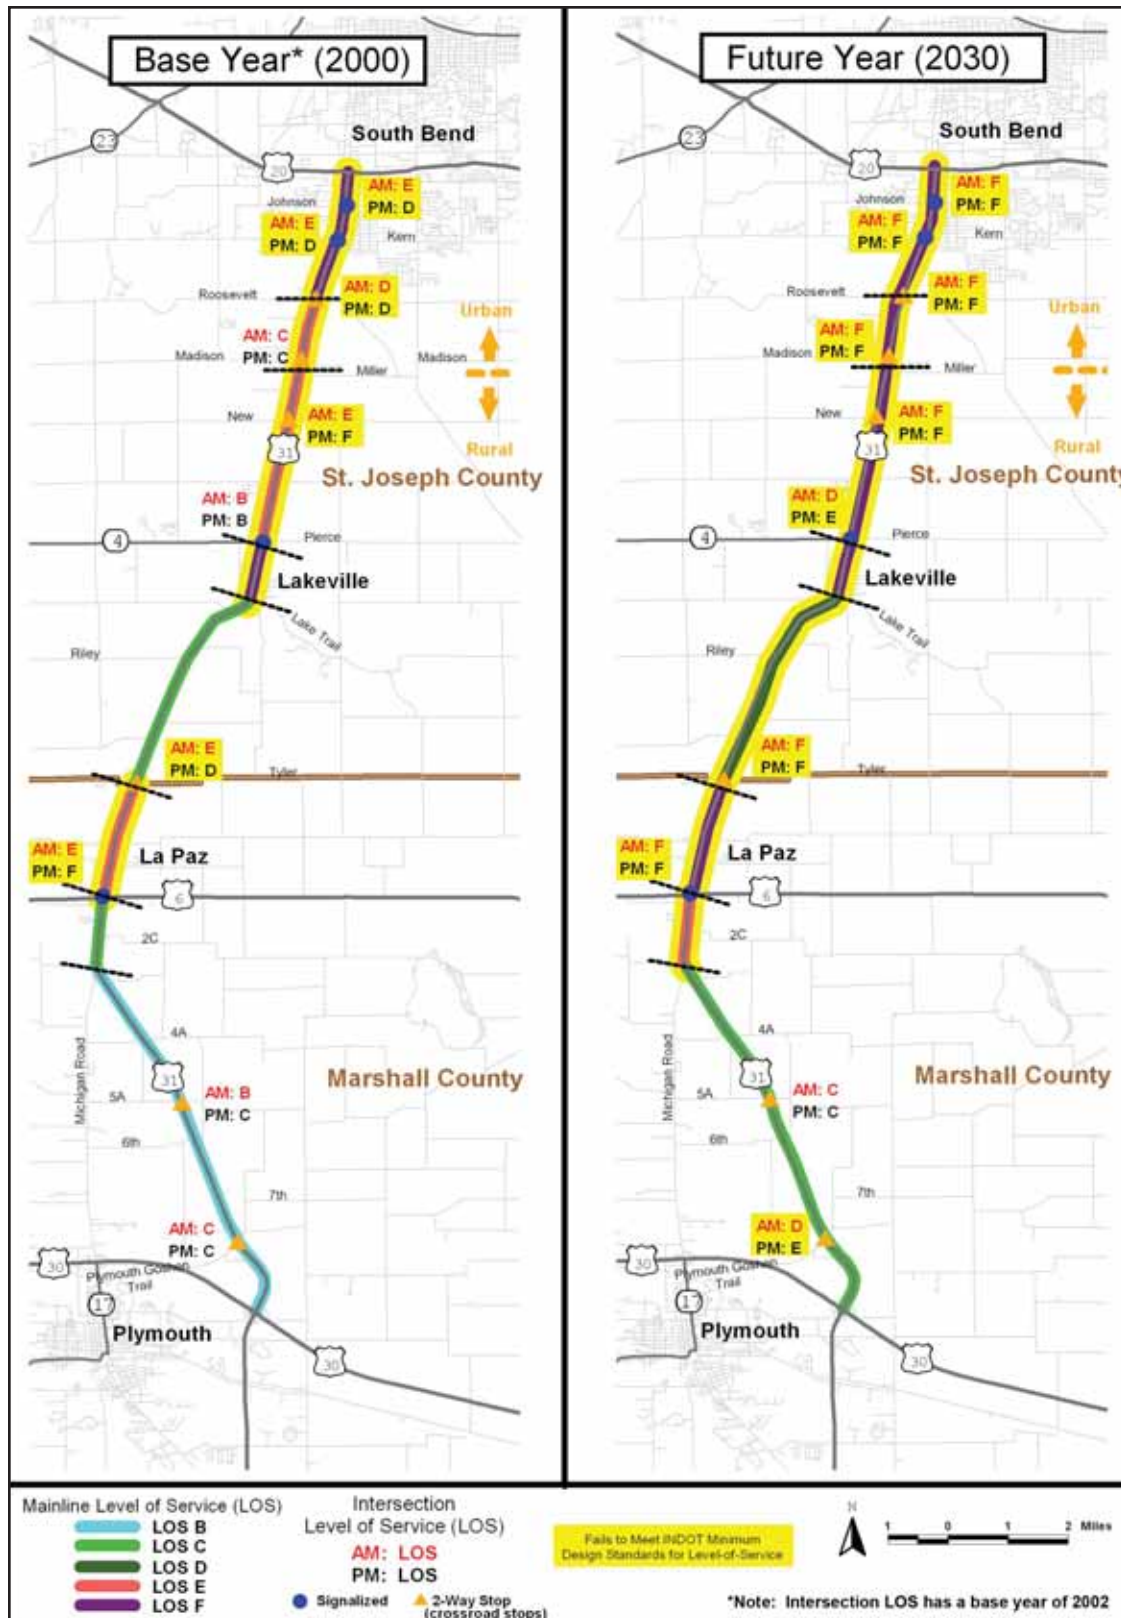 Base Year* (2000)
South Bend
23
20
Johnson
AM: E
PM: D
AM: E
PM: D
Kern
Roosevelt
AM: D
PM: D
Urban
AM: C
PM: C
Madison
Madison
Miller
New
AM: E
PM: F
Rural
31
St. Joseph County
AM: B
PM: B
4
Pierce
Lakeville
Lake Trail
Riley
AM: E
PM: D
Tyler
AM: E
PM: F
La Paz
6
2C
4A
Michigan Road
31
Marshall County
5A
AM: B
PM: C
6th
7th
AM: C
PM: C
30
Plymouth Goshen
Trail
17
Plymouth
30
Future Year (2030)
South Bend
23
20
Johnson
AM: F
PM: F
AM: F
PM: F
Kern
Roosevelt
AM: F
PM: F
Urban
AM: F
PM: F
Madison
Miller
New
AM: F
PM: F
Rural
31
St. Joseph County
AM: D
PM: E
4
Pierce
Lakeville
Lake Trail
Riley
AM: F
PM: F
Tyler
AM: F
PM: F
La Paz
6
2C
4A
Michigan Road
31
Marshall County
5A
AM: C
PM: C
6th
7th
AM: D
PM: E
30
Plymouth Goshen
Trail
17
Plymouth
30
Mainline Level of Service (LOS)
LOS B
LOS C
LOS D
LOS E
LOS F
Intersection
Level of Service (LOS)
AM: LOS
PM: LOS
Signalized
2-Way Stop
(crossroad stops)
Fails to Meet INDOT Minimum
Design Standards for Level-of-Service
N
1 0 1 2 Miles
*Note: Intersection LOS has a base year of 2002